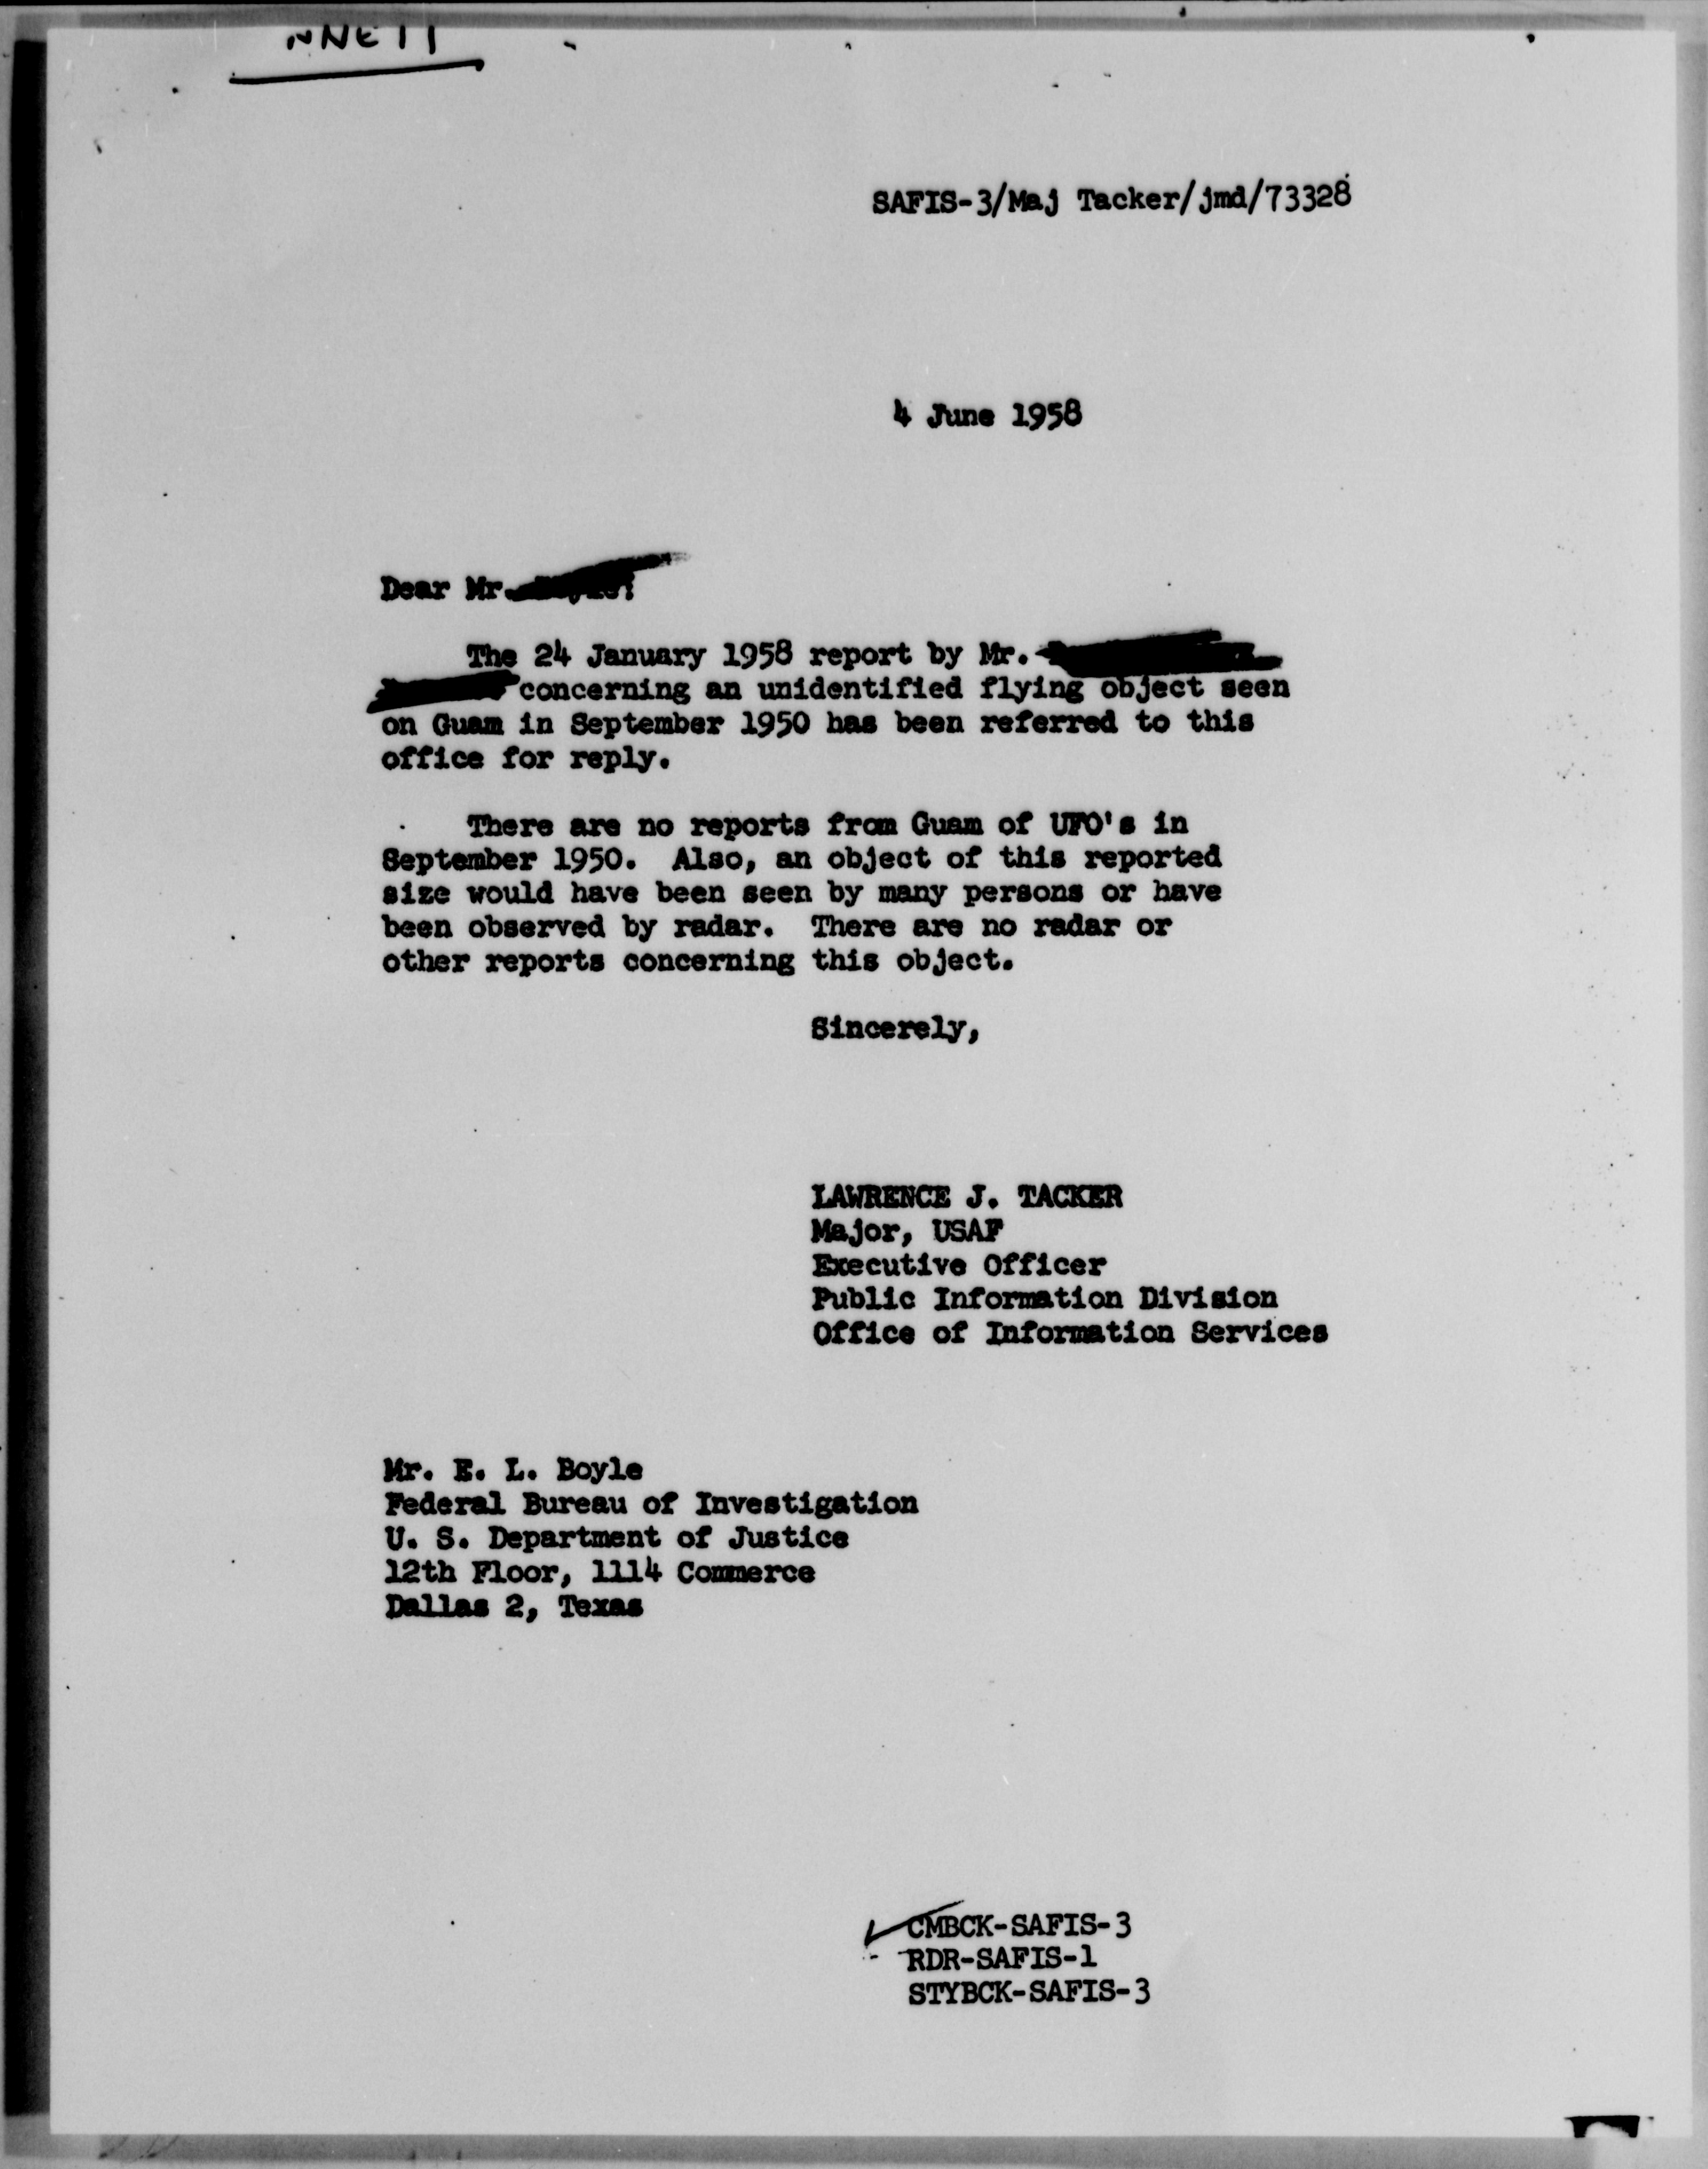 SAFIS-3/Maj Tacker/jmd/73328
4 June 1958
Dear Mr.
The 24 January 1958 report by Mr.
concerning an unidentified flying object seen
on Guam in September 1950 has been referred to this
office for reply.
There are no reports from Guam of UFO's in
September 1950. Also, an object of this reported
size would have been seen by many persons or have
been observed by radar. There are no radar or
other reports concerning this object.
Sincerely,
LAWRENCE J. TACKER
Major, USAF
Executive Officer
Public Information Division
Office of Information Services
Mr. E. L. Boyle
Federal Bureau of Investigation
U. S. Department of Justice
12th Floor, 1114 Commerce
Dallas 2, Texas
CMBCK-SAFIS-3
RDR-SAFIS-1
STYBCK-SAFIS-3